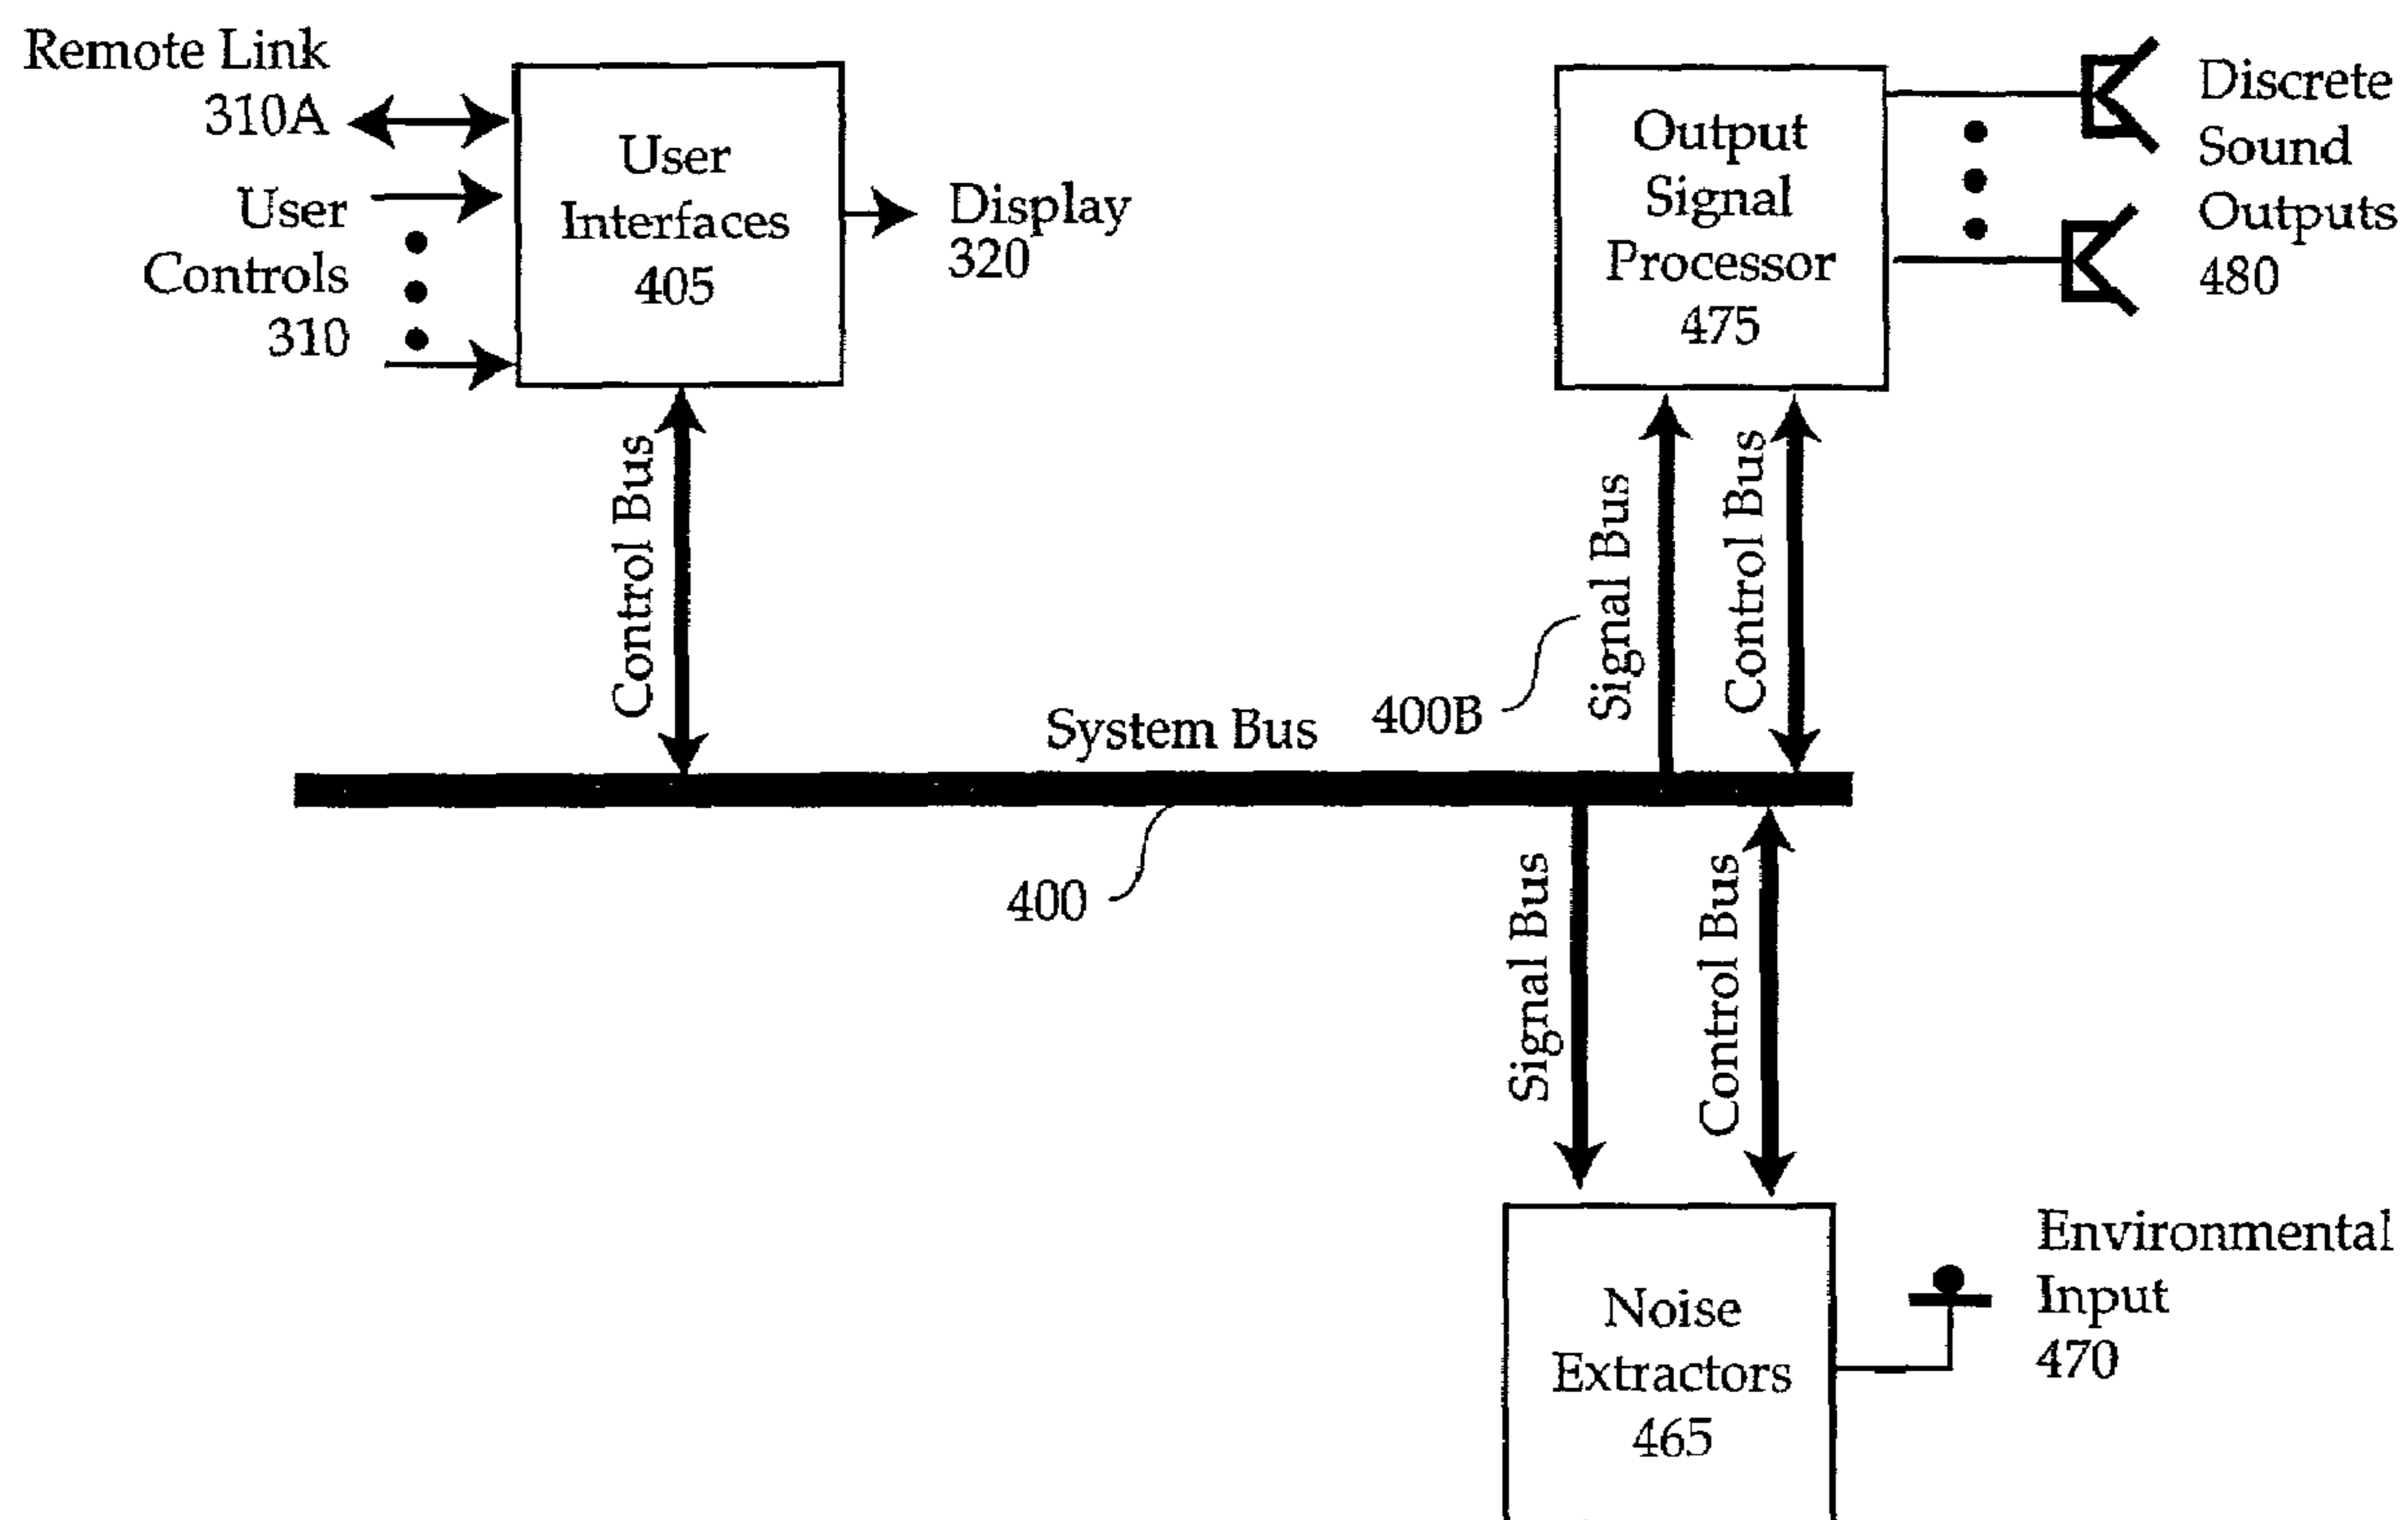 Remote Link
310A
User
Controls
310
User
Interfaces
405
Display
320
Output
Signal
Processor
475
Discrete
Sound
Outputs
480
Control Bus
Signal Bus
Control Bus
400B
System Bus
400
Signal Bus
Control Bus
Noise
Extractors
465
Environmental
Input
470